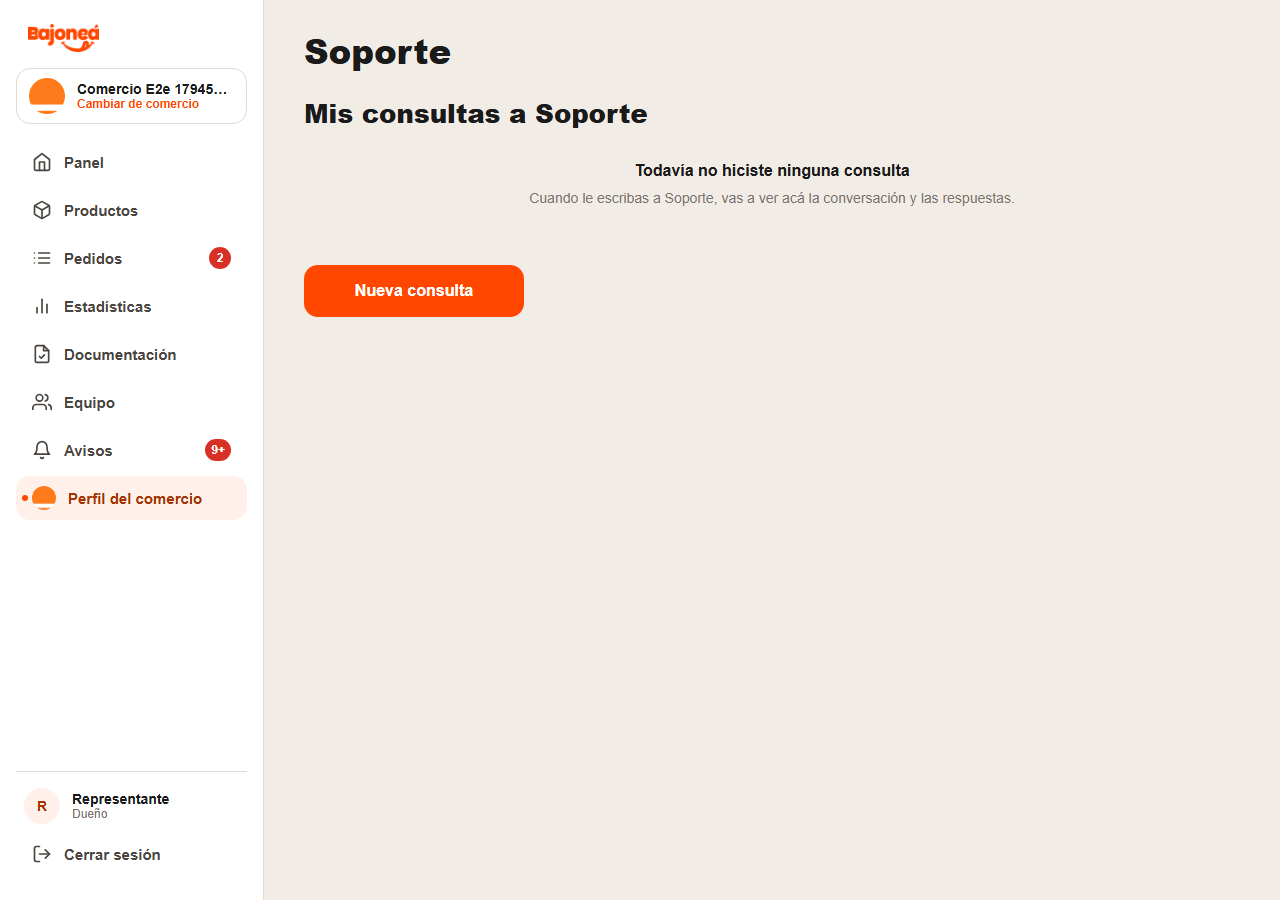 Bajoneá
Comercio E2e 17945...
Cambiar de comercio
Panel
Productos
Pedidos 2
Estadísticas
Documentación
Equipo
Avisos 9+
Perfil del comercio
R
Representante
Dueño
Cerrar sesión
Soporte
Mis consultas a Soporte
Todavía no hiciste ninguna consulta
Cuando le escribas a Soporte, vas a ver acá la conversación y las respuestas.
Nueva consulta